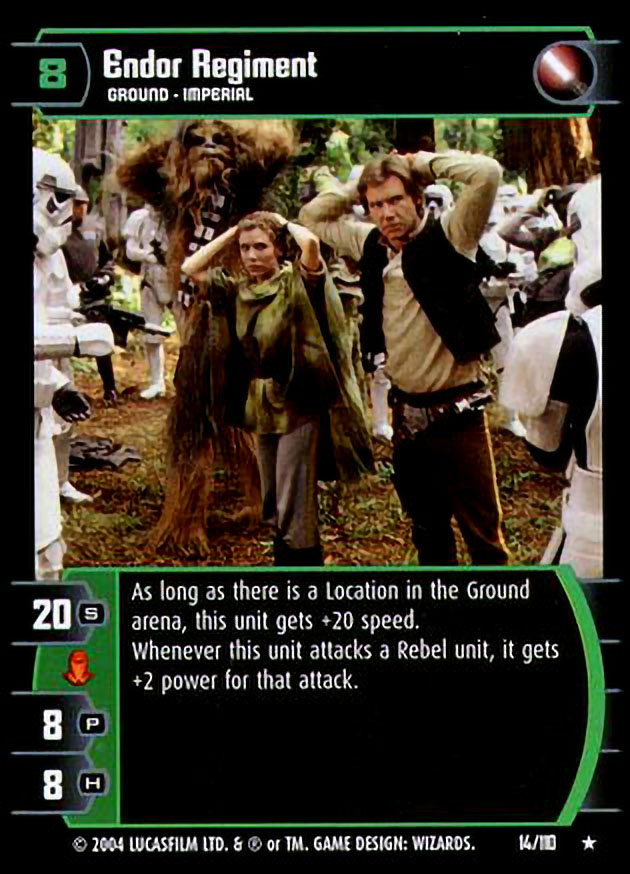 8
Endor Regiment
GROUND - IMPERIAL
As long as there is a Location in the Ground
arena, this unit gets +20 speed.
Whenever this unit attacks a Rebel unit, it gets
+2 power for that attack.
20 S
8 P
8 H
© 2004 LUCASFILM LTD. & ® or TM. GAME DESIGN: WIZARDS. 14/110 ★